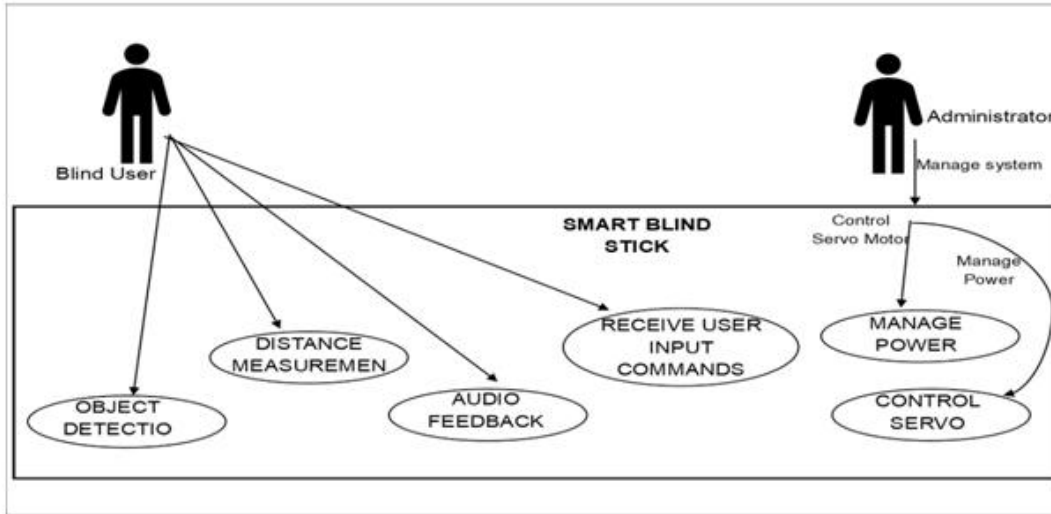 Blind User
Administrator
Manage system
SMART BLIND
STICK
Control
Servo Motor
Manage
Power
OBJECT
DETECTIO
DISTANCE
MEASUREMEN
AUDIO
FEEDBACK
RECEIVE USER
INPUT
COMMANDS
MANAGE
POWER
CONTROL
SERVO